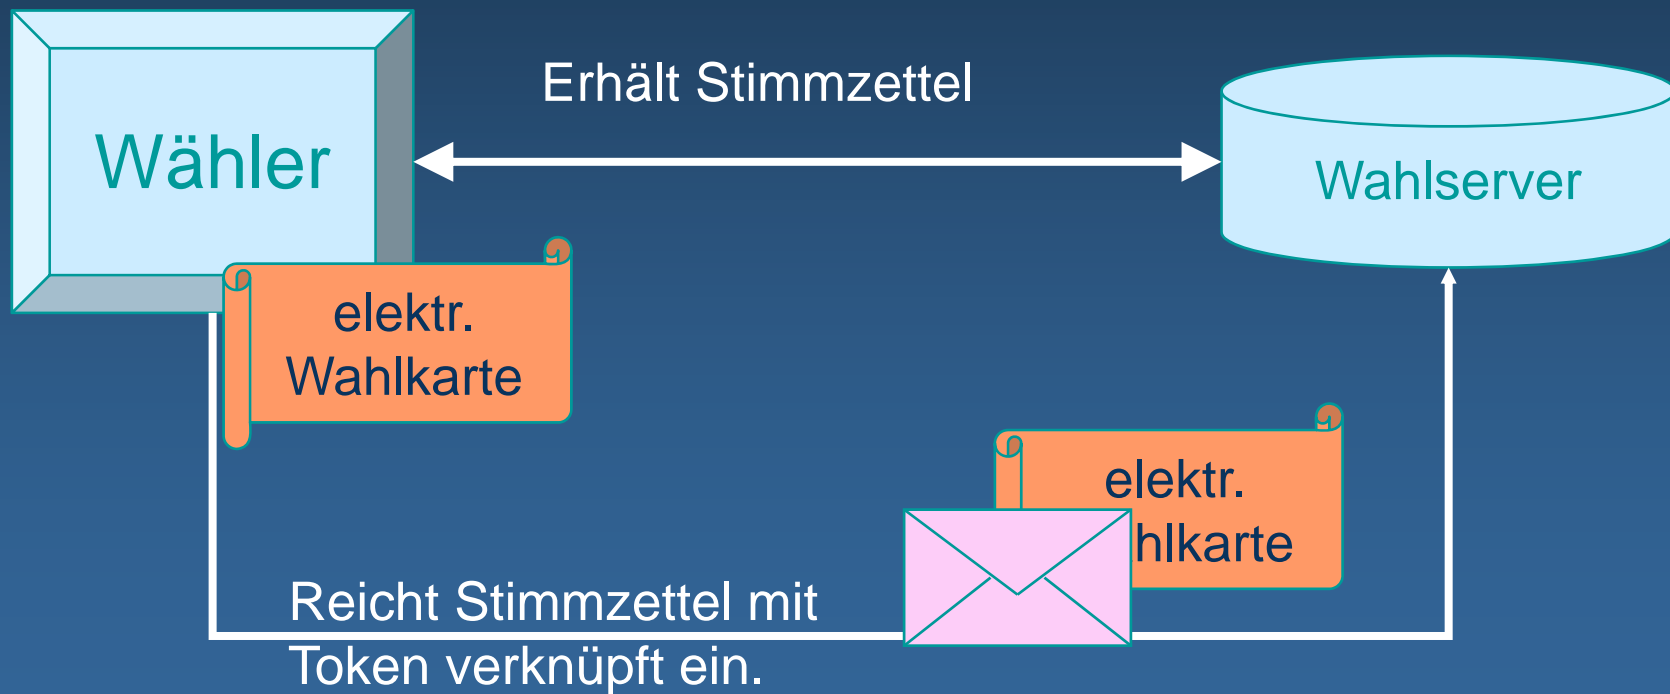 Erhält Stimmzettel
Wähler
Wahlserver
elektr.
Wahlkarte
elektr.
hlkarte
Reicht Stimmzettel mit
Token verknüpft ein.